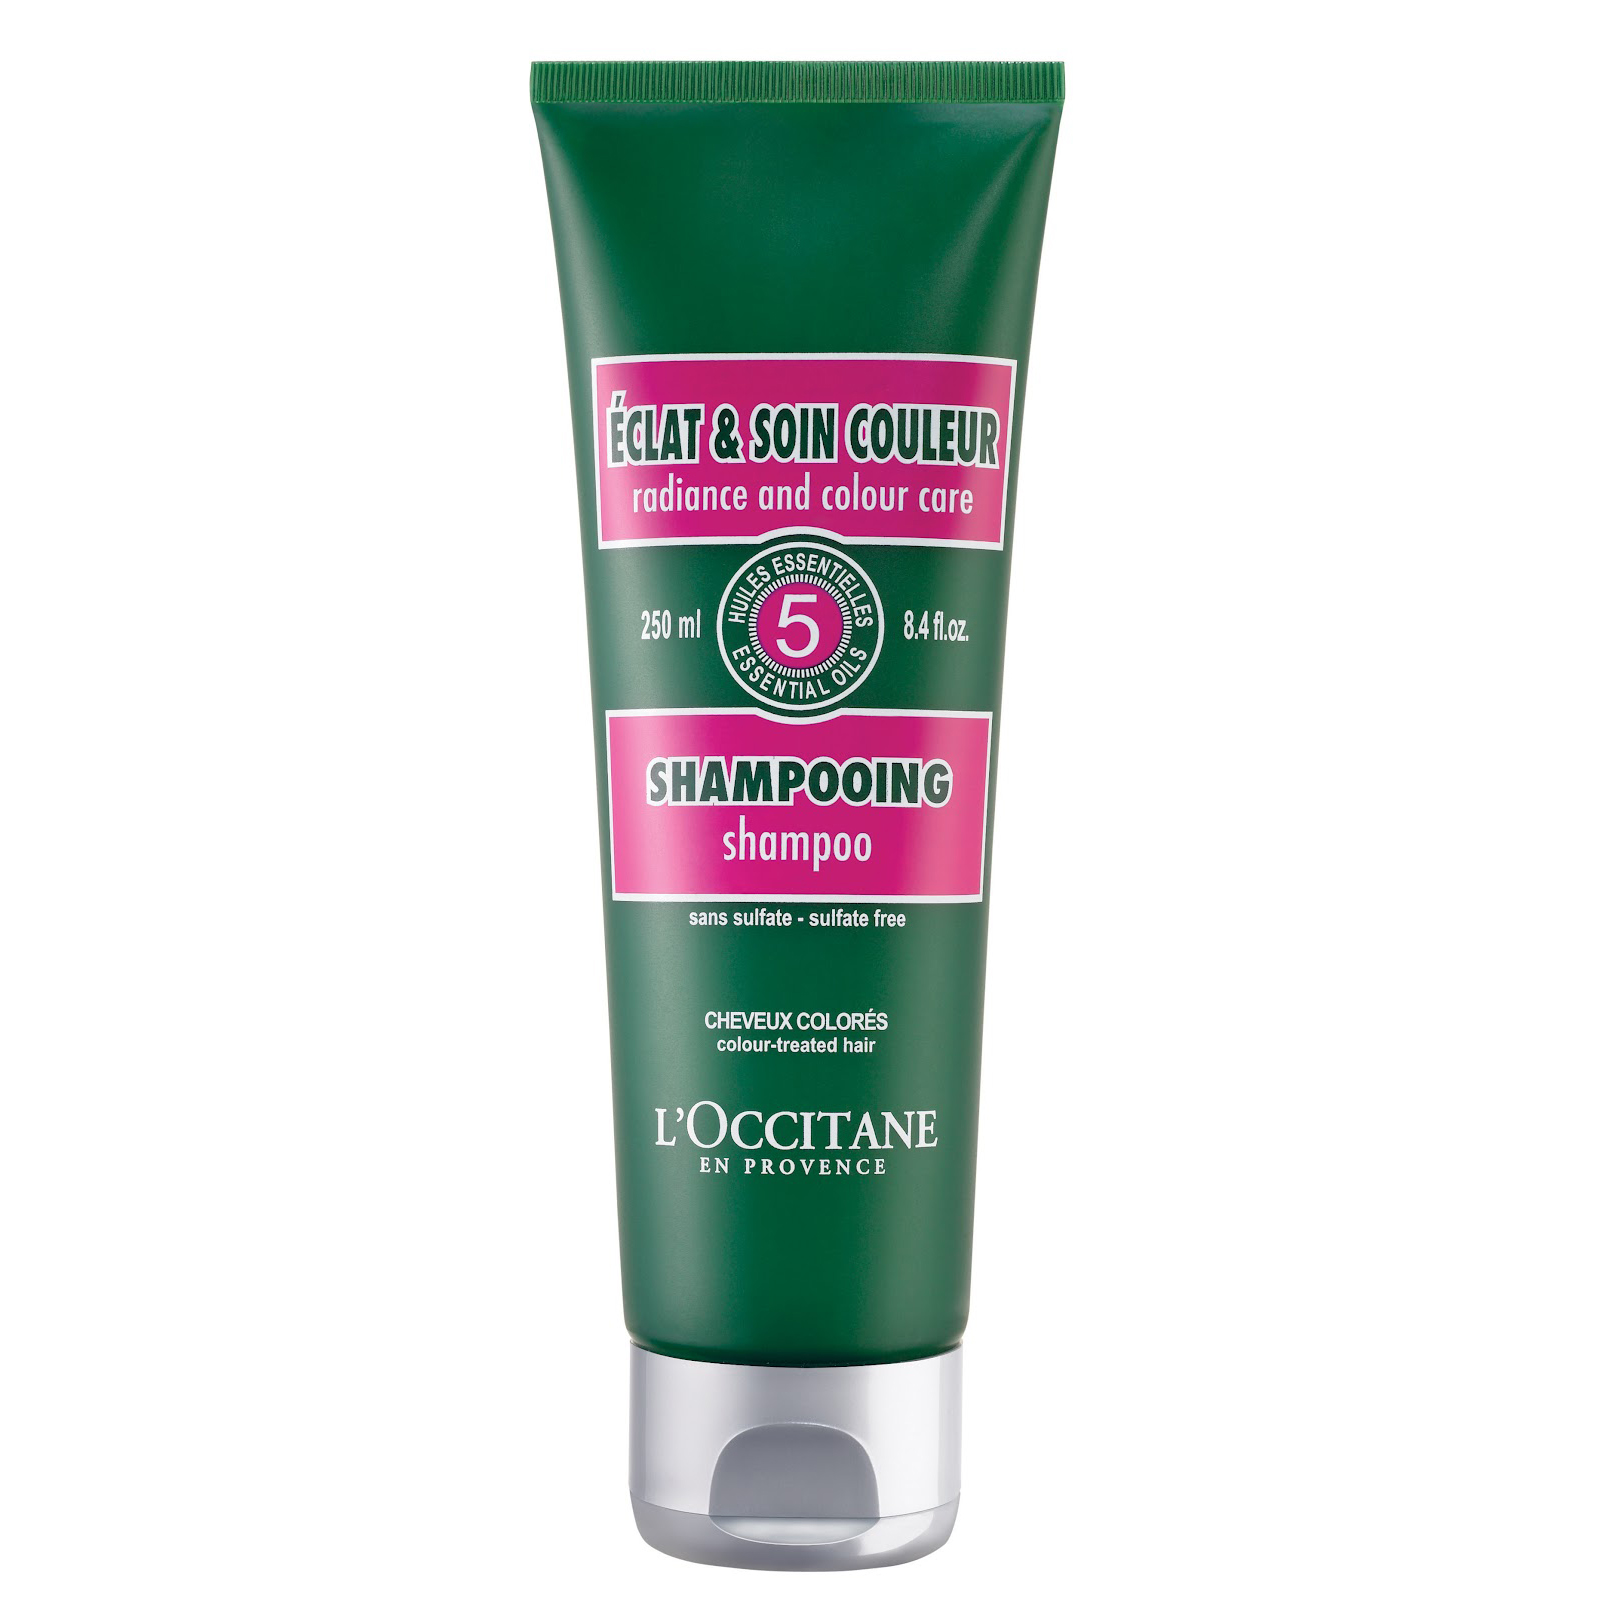 ÉCLAT & SOIN COULEUR
radiance and colour care
HUILES ESSENTIELLES
250 ml
5
8.4 fl.oz.
ESSENTIAL OILS
SHAMPOOING
shampoo
sans sulfate - sulfate free
CHEVEUX COLORÉS
colour-treated hair
L'OCCITANE
EN PROVENCE